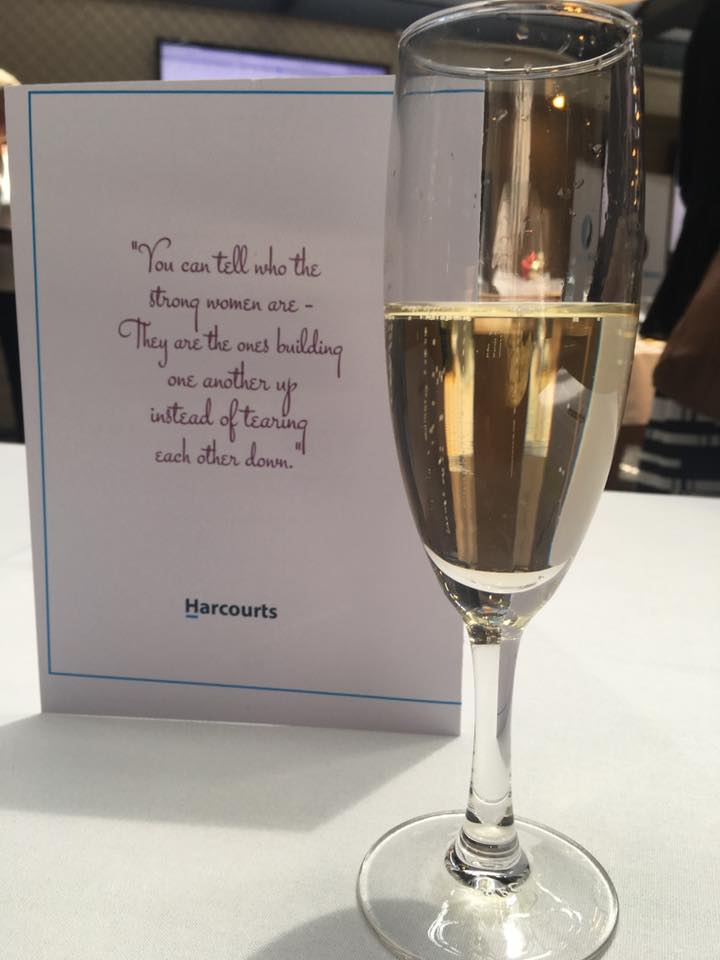 "You can tell who the
strong women are -
They are the ones building
one another up
instead of tearing
each other down."
Harcourts